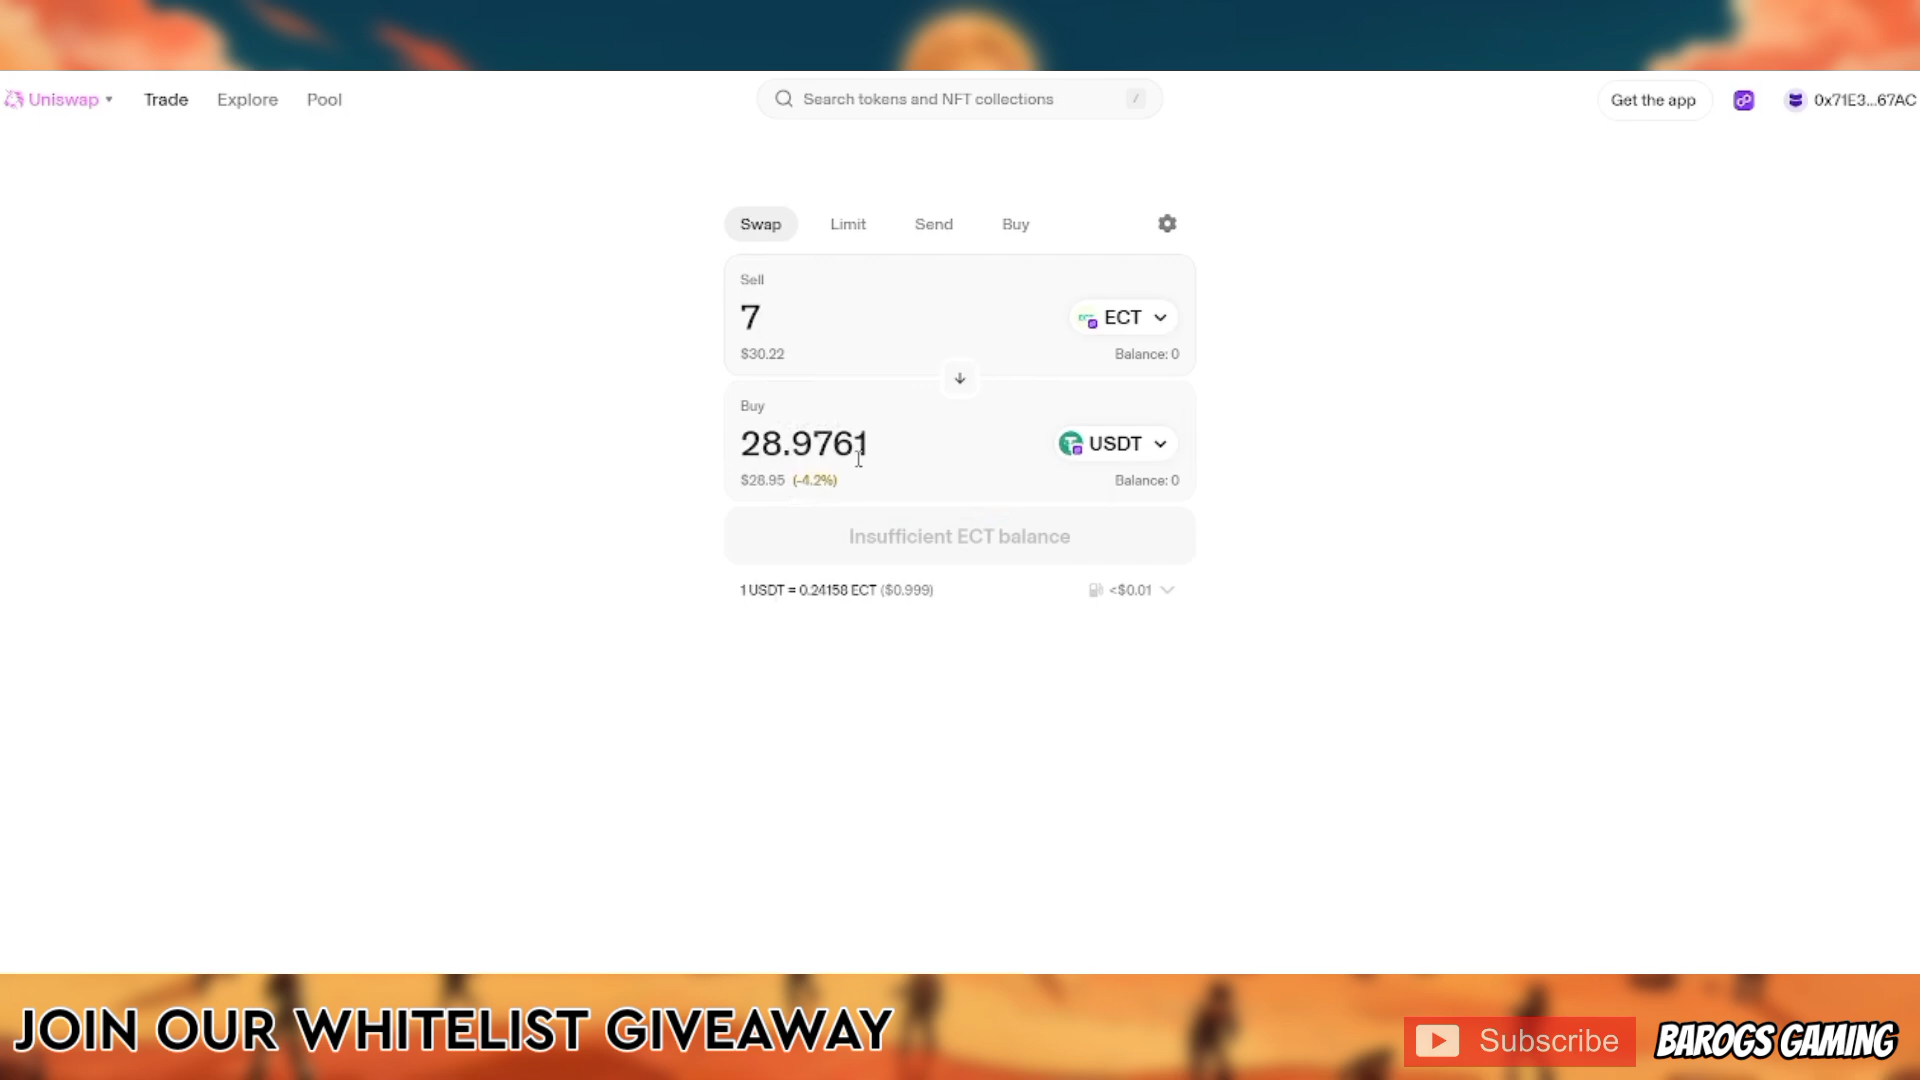 Uniswap Trade Explore Pool Search tokens and NFT collections / Get the app 0x71E3...67AC
Swap Limit Send Buy
Sell
7 ECT
$30.22 Balance: 0
Buy
28.9761 USDT
$28.95 (-4.2%) Balance: 0
Insufficient ECT balance
1 USDT = 0.24158 ECT ($0.999) <$0.01
JOIN OUR WHITELIST GIVEAWAY
Subscribe
BAROGS GAMING